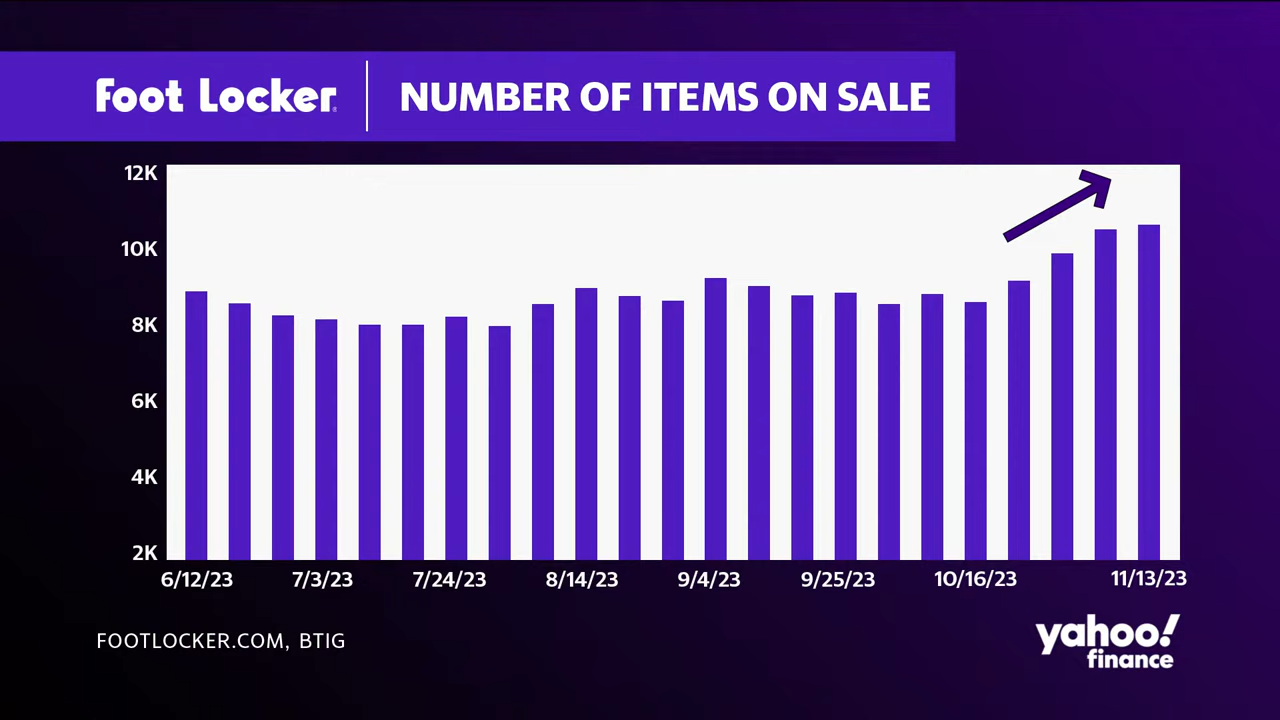 Foot Locker
NUMBER OF ITEMS ON SALE
12K
10K
8K
6K
4K
2K
6/12/23 7/3/23 7/24/23 8/14/23 9/4/23 9/25/23 10/16/23 11/13/23
FOOTLOCKER.COM, BTIG
yahoo!
finance